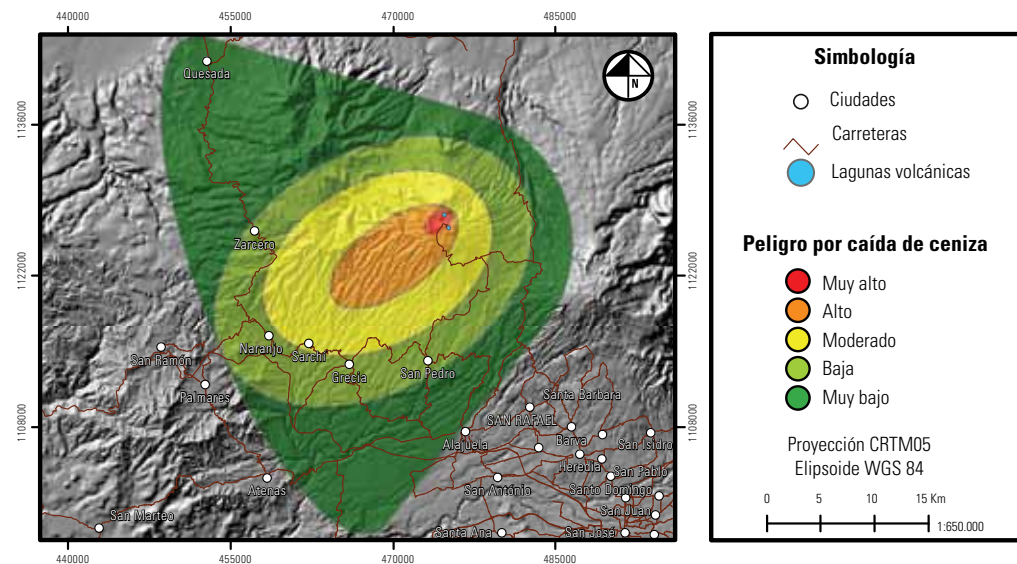 440000
455000
470000
485000
1136000
1122000
1108000
1136000
1122000
1108000
N
Quesada
Zarcero
Naranjo
Sarchí
San Ramón
Grecia
San Pedro
Palmares
Santa Barbara
SAN RAFAEL
Alajuela
Barva
San Isidro
Heredia
San Pablo
Atenas
San António
Santo Domingo
San Juan
San Marteo
Santa Ana
San José
440000
455000
470000
485000
Simbología
Ciudades
Carreteras
Lagunas volcánicas
Peligro por caída de ceniza
Muy alto
Alto
Moderado
Baja
Muy bajo
Proyección CRTM05
Elipsoide WGS 84
0 5 10 15 Km
1:650.000